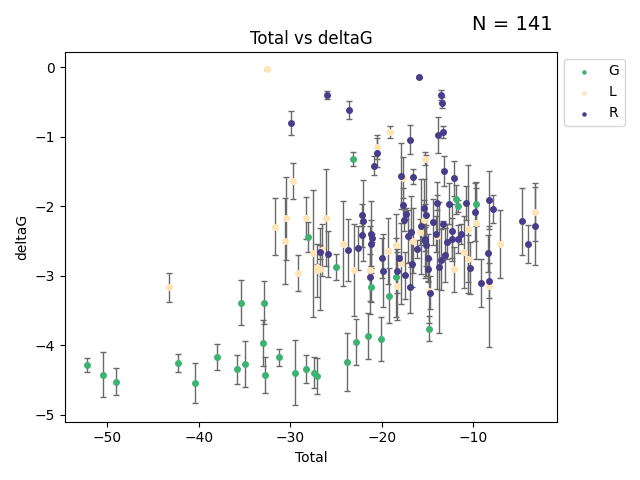 N = 141
Total vs deltaG
G
L
R
0
−1
−2
−3
−4
−5
deltaG
−50 −40 −30 −20 −10
Total